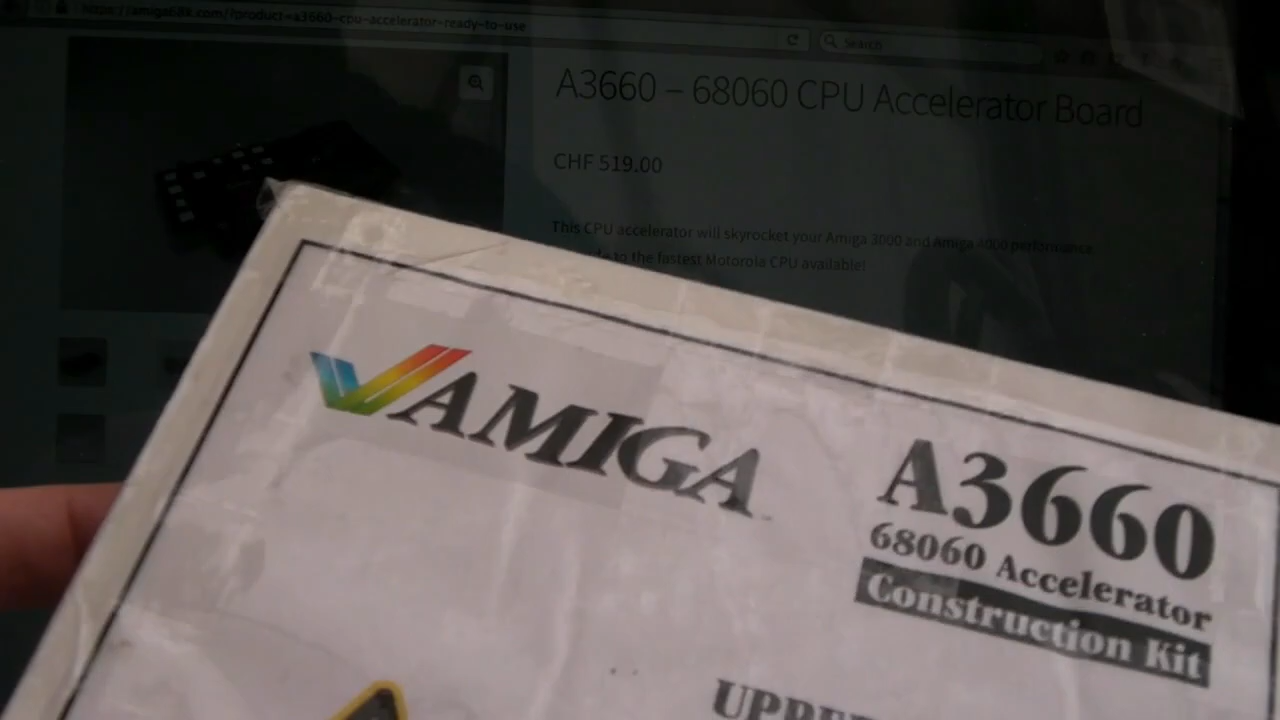 https://amiga68k.com/?product=a3660-cpu-accelerator-ready-to-use
Search
A3660 – 68060 CPU Accelerator Board
CHF 519.00
This CPU accelerator will skyrocket your Amiga 3000 and Amiga 4000 performance.
to the fastest Motorola CPU available!
AMIGA
A3660
68060 Accelerator
Construction Kit